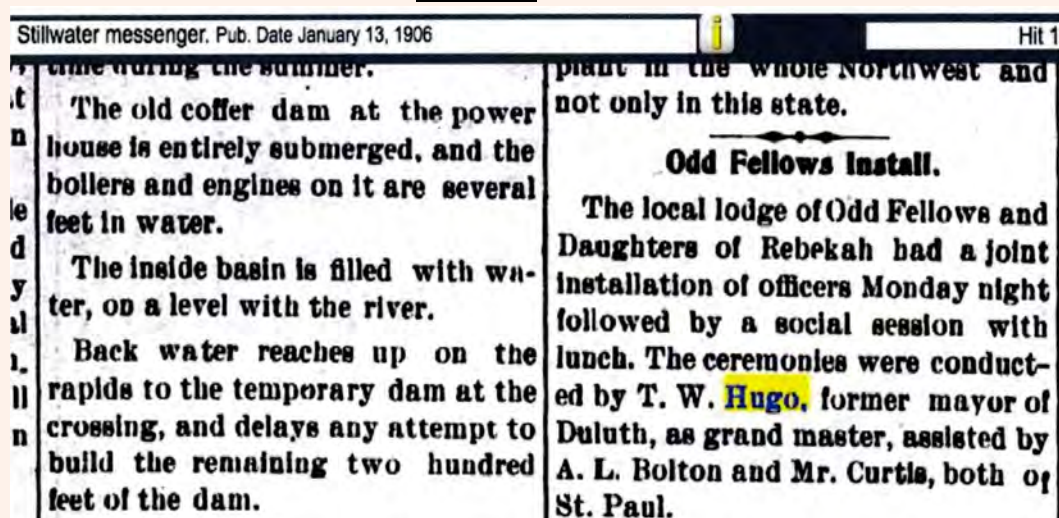 Stillwater messenger. Pub. Date January 13, 1906
i
Hit 1
time during the summer.
The old coffer dam at the power
house is entirely submerged, and the
boilers and engines on it are several
feet in water.
The inside basin is filled with wa-
ter, on a level with the river.
Back water reaches up on the
rapids to the temporary dam at the
crossing, and delays any attempt to
build the remaining two hundred
feet of the dam.
plant in the whole Northwest and
not only in this state.
Odd Fellows Install.
The local lodge of Odd Fellows and
Daughters of Rebekah had a joint
installation of officers Monday night
followed by a social session with
lunch. The ceremonies were conduct-
ed by T. W. Hugo, former mayor of
Duluth, as grand master, assisted by
A. L. Bolton and Mr. Curtis, both of
St. Paul.